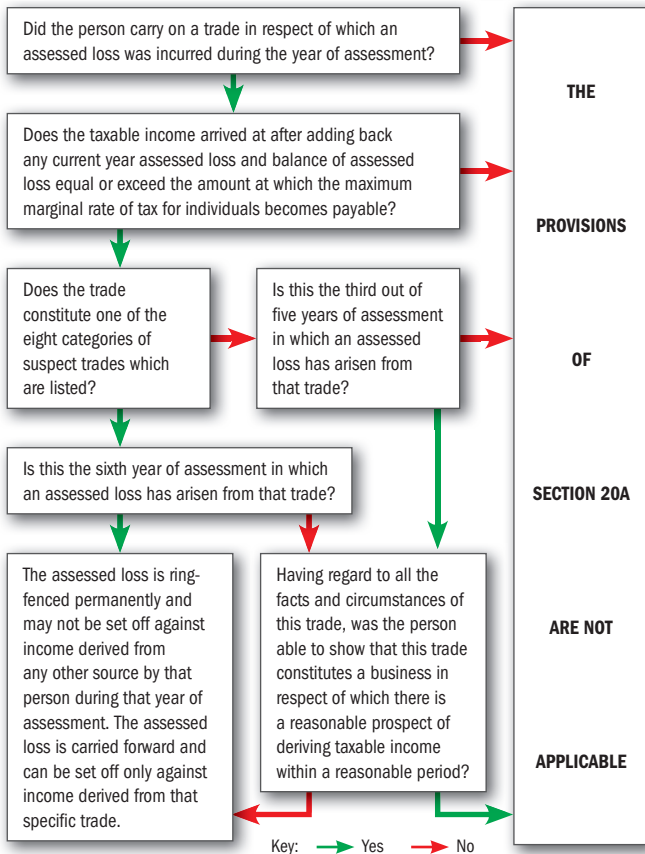 Did the person carry on a trade in respect of which an
assessed loss was incurred during the year of assessment?
Does the taxable income arrived at after adding back
any current year assessed loss and balance of assessed
loss equal or exceed the amount at which the maximum
marginal rate of tax for individuals becomes payable?
Does the trade
constitute one of the
eight categories of
suspect trades which
are listed?
Is this the third out of
five years of assessment
in which an assessed
loss has arisen from
that trade?
Is this the sixth year of assessment in which
an assessed loss has arisen from that trade?
The assessed loss is ring-
fenced permanently and
may not be set off against
income derived from
any other source by that
person during that year of
assessment. The assessed
loss is carried forward and
can be set off only against
income derived from that
specific trade.
Having regard to all the
facts and circumstances of
this trade, was the person
able to show that this trade
constitutes a business in
respect of which there is
a reasonable prospect of
deriving taxable income
within a reasonable period?
THE
PROVISIONS
OF
SECTION 20A
ARE NOT
APPLICABLE
Key: Yes No